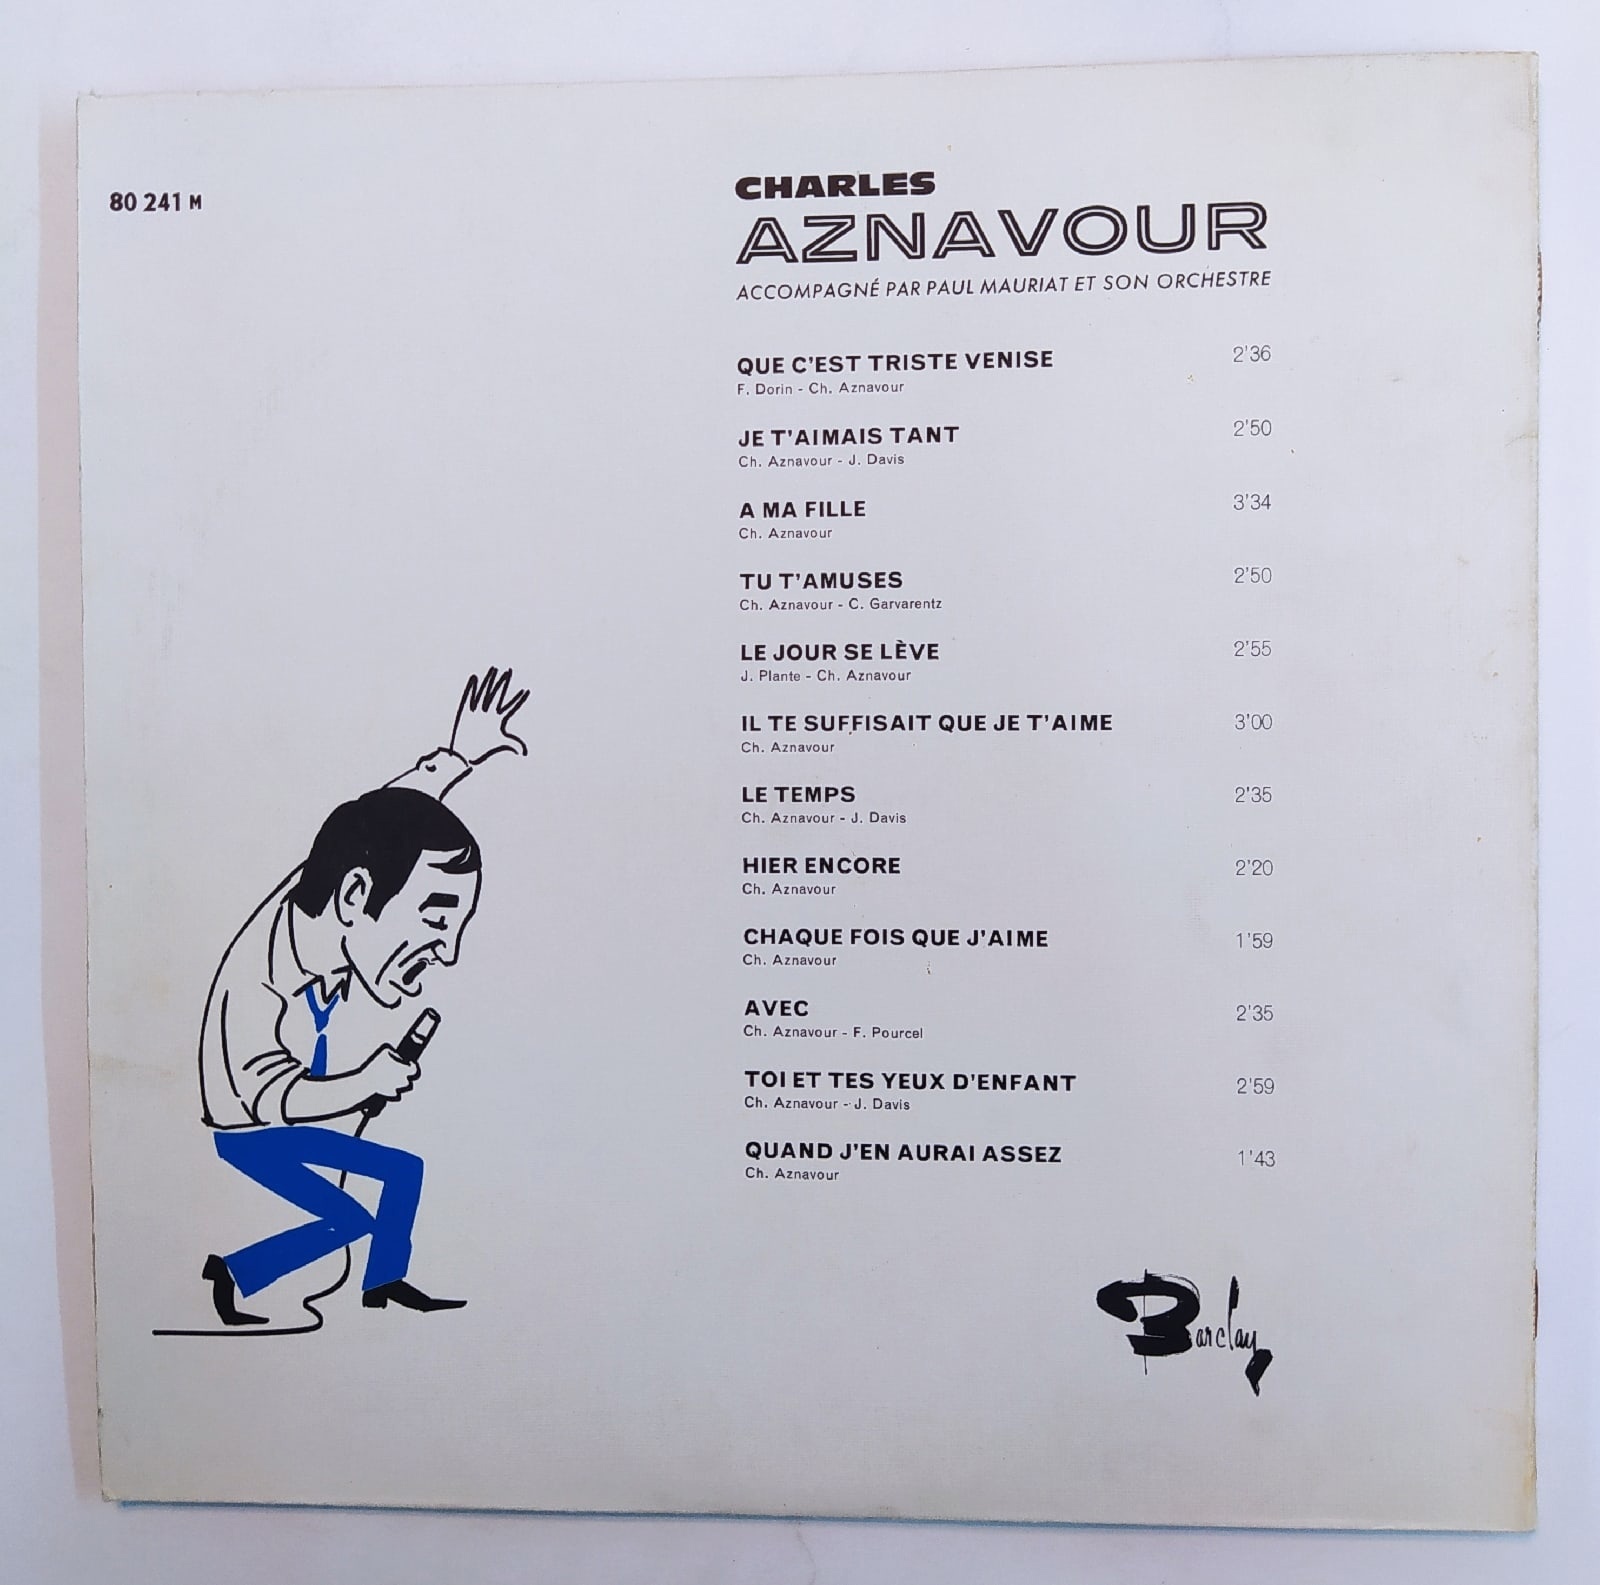 80 241 M
CHARLES
AZNAVOUR
ACCOMPAGNÉ PAR PAUL MAURIAT ET SON ORCHESTRE
QUE C'EST TRISTE VENISE 2'36
F. Dorin - Ch. Aznavour
JE T'AIMAIS TANT 2'50
Ch. Aznavour - J. Davis
A MA FILLE 3'34
Ch. Aznavour
TU T'AMUSES 2'50
Ch. Aznavour - C. Garvarentz
LE JOUR SE LÈVE 2'55
J. Plante - Ch. Aznavour
IL TE SUFFISAIT QUE JE T'AIME 3'00
Ch. Aznavour
LE TEMPS 2'35
Ch. Aznavour - J. Davis
HIER ENCORE 2'20
Ch. Aznavour
CHAQUE FOIS QUE J'AIME 1'59
Ch. Aznavour
AVEC 2'35
Ch. Aznavour - F. Pourcel
TOI ET TES YEUX D'ENFANT 2'59
Ch. Aznavour - J. Davis
QUAND J'EN AURAI ASSEZ 1'43
Ch. Aznavour
Barclay